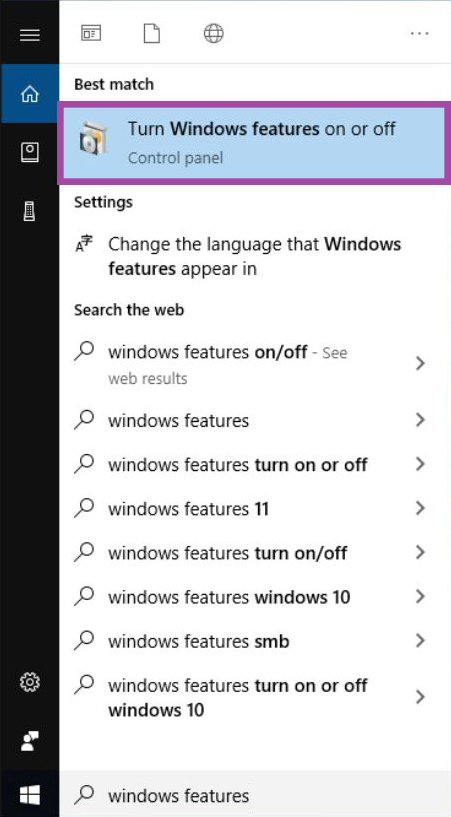 ...
Best match
Turn Windows features on or off
Control panel
Settings
A字
Change the language that Windows
features appear in
Search the web
windows features on/off - See
web results
windows features
windows features turn on or off
windows features 11
windows features turn on/off
windows features windows 10
windows features smb
windows features turn on or off
windows 10
windows features